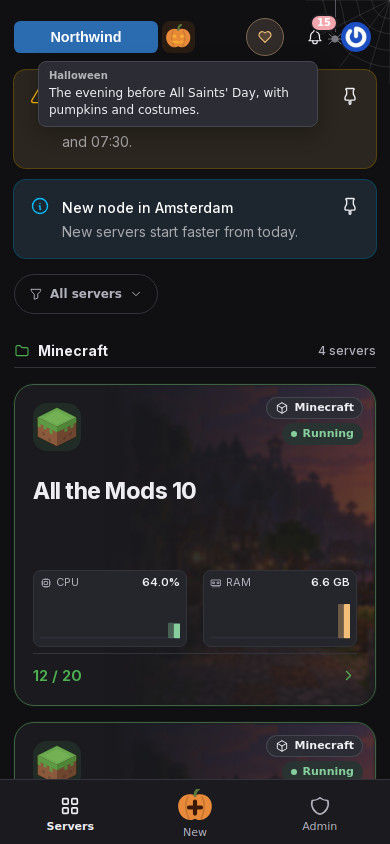 Northwind
15
Halloween
The evening before All Saints' Day, with
pumpkins and costumes.
and 07:30.
New node in Amsterdam
New servers start faster from today.
All servers
Minecraft
4 servers
Minecraft
Running
All the Mods 10
CPU
64.0%
RAM
6.6 GB
12 / 20
Minecraft
Running
Servers
New
Admin